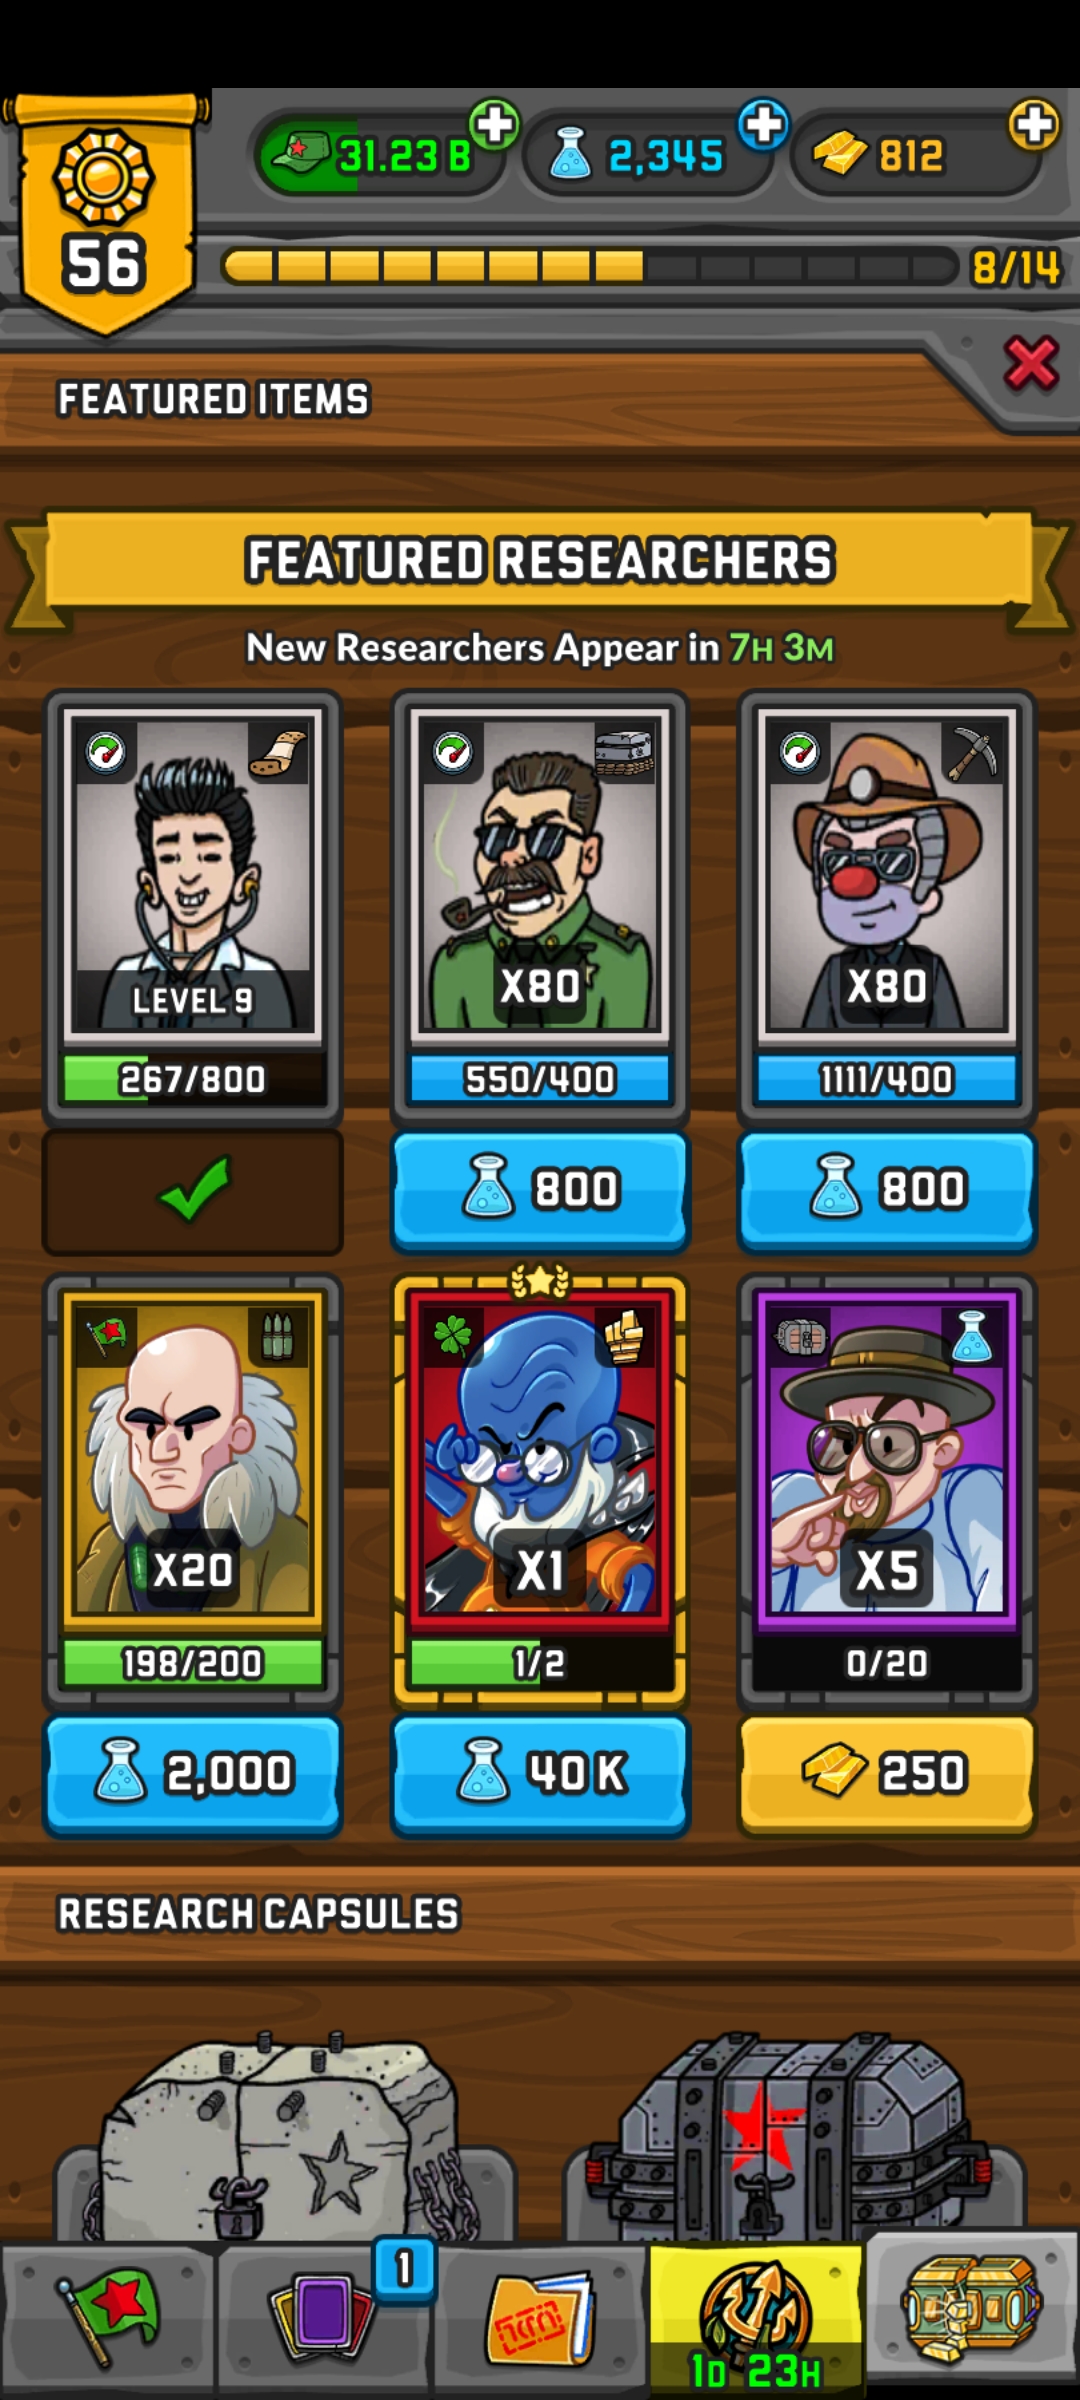 31.23 B
2,345
812
56
8/14
FEATURED ITEMS
FEATURED RESEARCHERS
New Researchers Appear in 7H 3M
LEVEL 9
X80
X80
267/800
550/400
1111/400
800
800
X20
X1
X5
198/200
1/2
0/20
2,000
40 K
250
RESEARCH CAPSULES
1
1D 23H